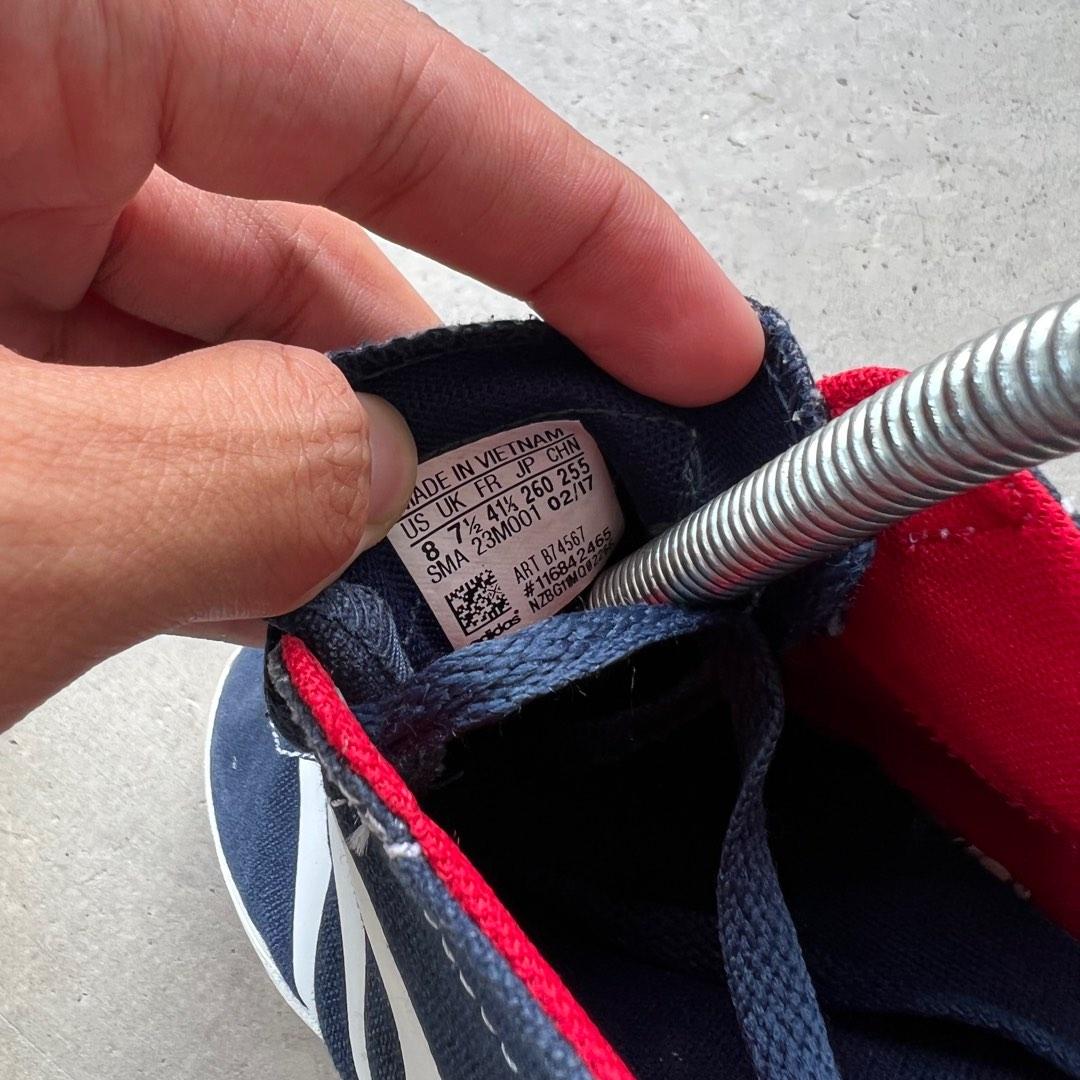 MADE IN VIETNAM
US UK FR JP CHN
8 7½ 41⅓ 260 255
SMA 23M001 02/17
ART B74567
#116842465
adidas